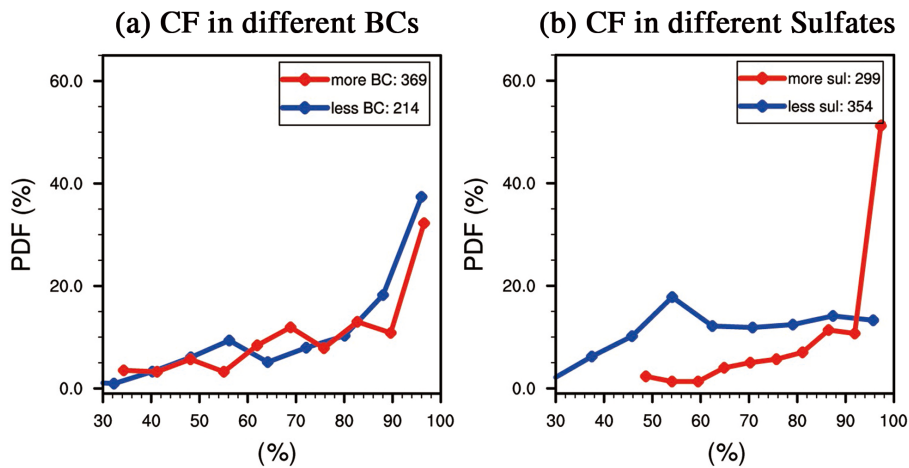 (a) CF in different BCs
60.0
40.0
20.0
0.0
PDF (%)
more BC: 369
less BC: 214
30 40 50 60 70 80 90 100
(%)
(b) CF in different Sulfates
60.0
40.0
20.0
0.0
PDF (%)
more sul: 299
less sul: 354
30 40 50 60 70 80 90 100
(%)